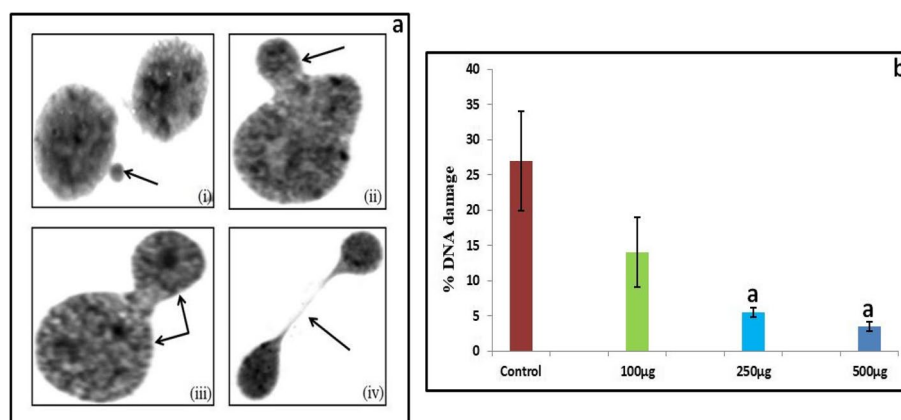 a
(i)
(ii)
(iii)
(iv)
b
% DNA damage
40
35
30
25
20
15
10
5
0
a
a
Control
100µg
250µg
500µg